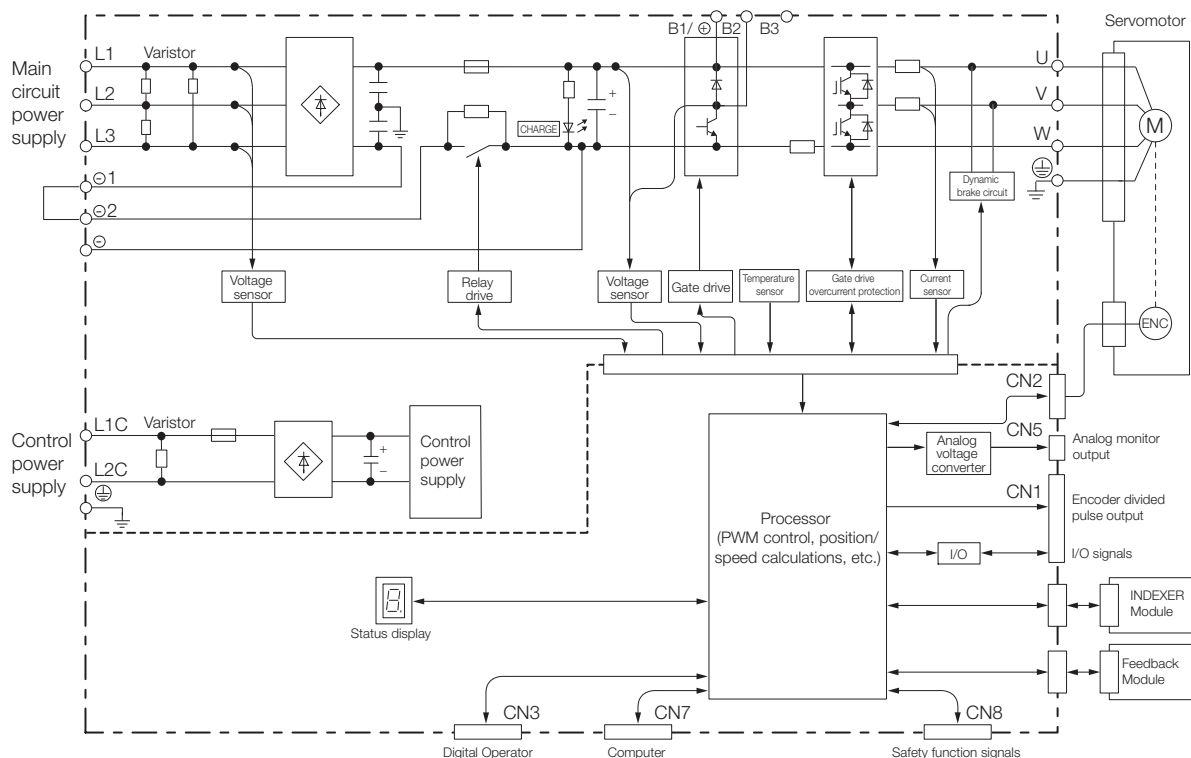 B1/ ⊕ B2 B3
Servomotor
Main
circuit
power
supply
L1
Varistor
L2
L3
⊖1
⊖2
⊖
CHARGE
+
–
U
V
W
M
Dynamic
brake circuit
Voltage
sensor
Relay
drive
Voltage
sensor
Gate drive
Temperature
sensor
Gate drive
overcurrent protection
Current
sensor
ENC
Control
power
supply
L1C
Varistor
L2C
+
–
Control
power
supply
Processor
(PWM control, position/
speed calculations, etc.)
CN2
Analog
voltage
converter
CN5
Analog monitor
output
CN1
Encoder divided
pulse output
I/O
I/O signals
INDEXER
Module
Feedback
Module
8.
Status display
CN3
Digital Operator
CN7
Computer
CN8
Safety function signals